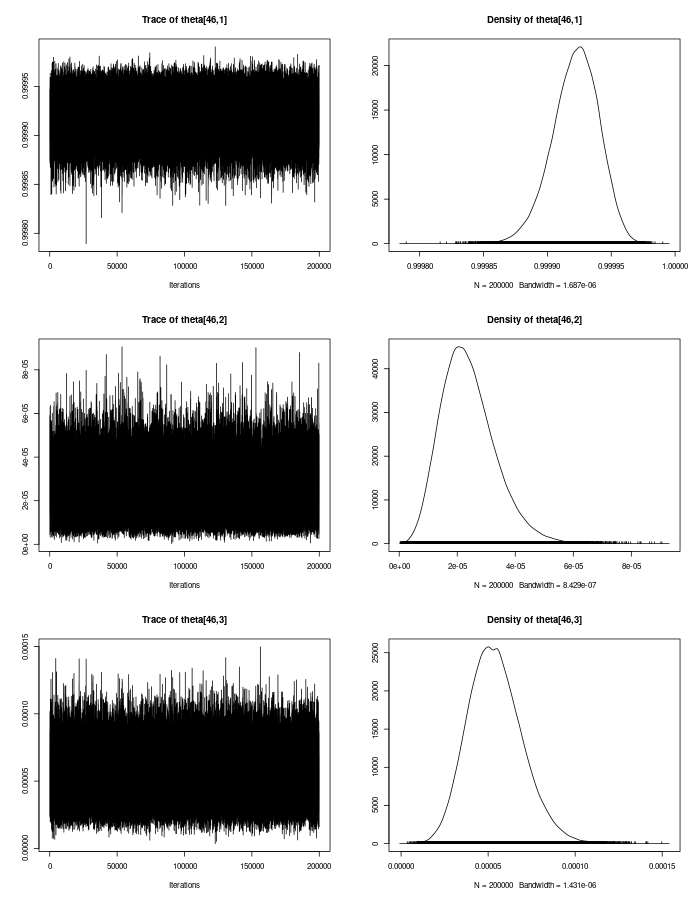 Trace of theta[46,1]
0.99980 0.99985 0.99990 0.99995
0 50000 100000 150000 200000
Iterations
Density of theta[46,1]
0 5000 10000 15000 20000
0.99980 0.99985 0.99990 0.99995 1.00000
N = 200000 Bandwidth = 1.687e-06
Trace of theta[46,2]
0e+00 2e-05 4e-05 6e-05 8e-05
0 50000 100000 150000 200000
Iterations
Density of theta[46,2]
0 10000 20000 30000 40000
0e+00 2e-05 4e-05 6e-05 8e-05
N = 200000 Bandwidth = 8.429e-07
Trace of theta[46,3]
0.00000 0.00005 0.00010 0.00015
0 50000 100000 150000 200000
Iterations
Density of theta[46,3]
0 5000 10000 15000 20000 25000
0.00000 0.00005 0.00010 0.00015
N = 200000 Bandwidth = 1.431e-06